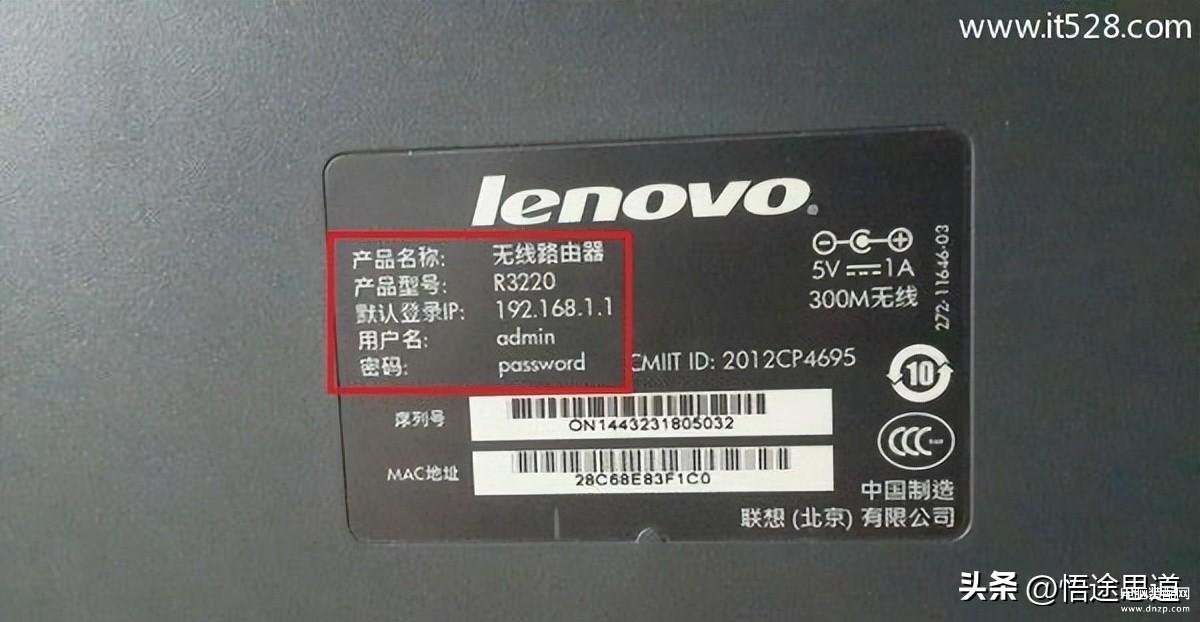 www.it528.com
lenovo
产品名称: 无线路由器
产品型号: R3220
默认登录IP: 192.168.1.1
用户名: admin
密码: password
5V 1A
300M无线
272-11646-03
CMIIT ID: 2012CP4695
10
序列号 ON1443231805032
CCC
MAC地址 28C68E83F1C0
中国制造
联想 (北京) 有限公司
头条 @悟途思道
www.dnzp.com